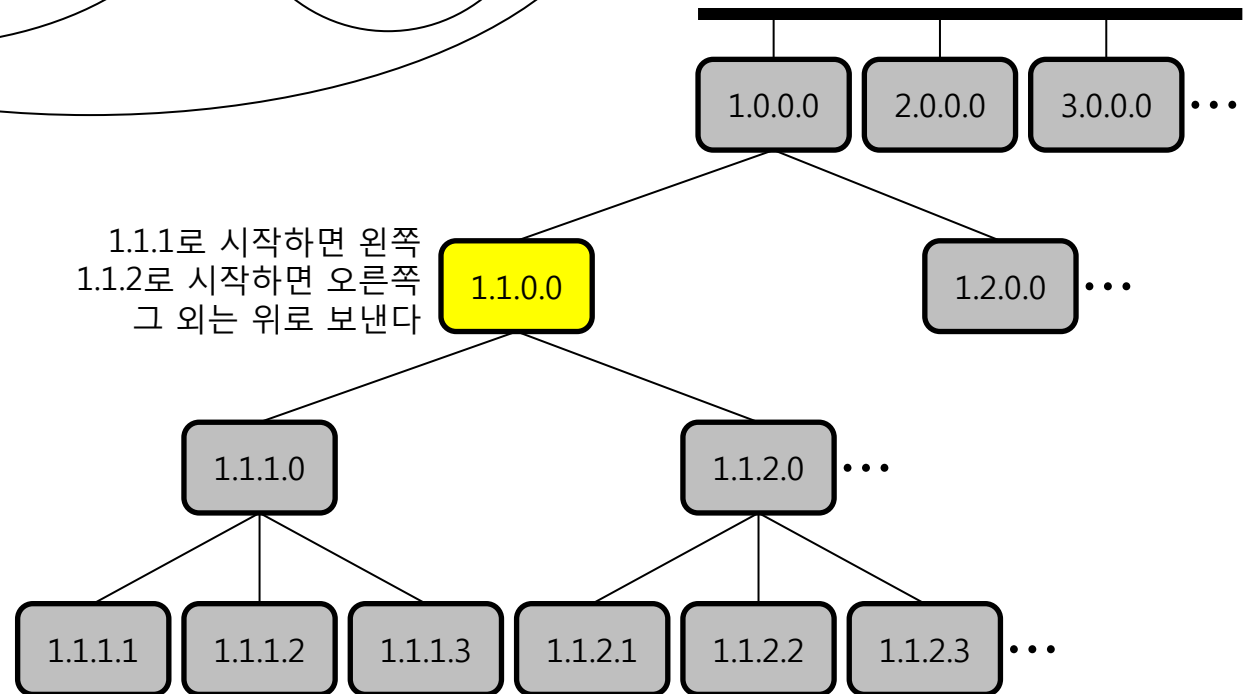 1.0.0.0 2.0.0.0 3.0.0.0 ···
1.1.1로 시작하면 왼쪽
1.1.2로 시작하면 오른쪽
그 외는 위로 보낸다
1.1.0.0 1.2.0.0 ···
1.1.1.0 1.1.2.0 ···
1.1.1.1 1.1.1.2 1.1.1.3 1.1.2.1 1.1.2.2 1.1.2.3 ···